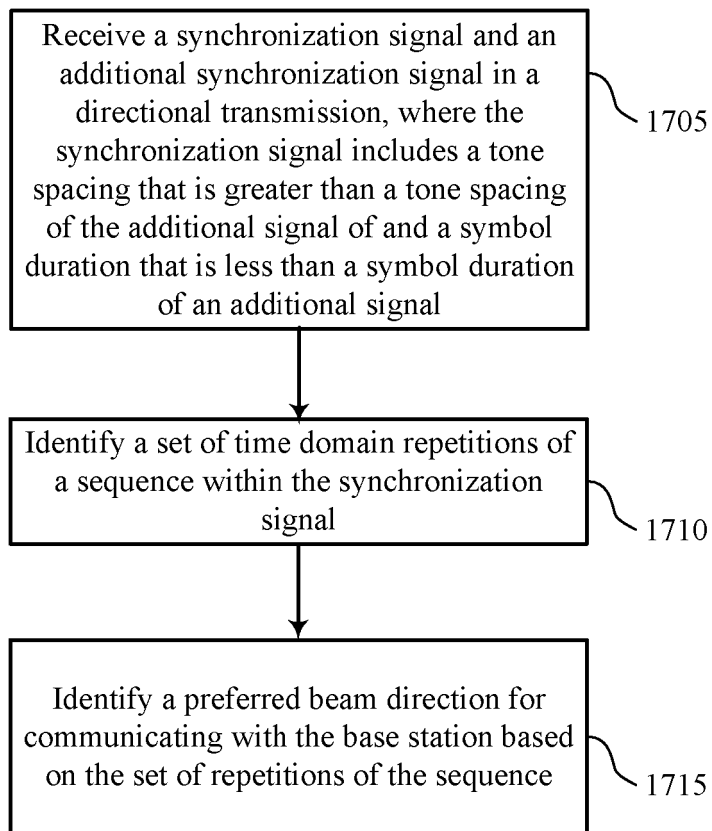 Receive a synchronization signal and an
additional synchronization signal in a
directional transmission, where the
synchronization signal includes a tone
spacing that is greater than a tone spacing
of the additional signal of and a symbol
duration that is less than a symbol duration
of an additional signal
1705
Identify a set of time domain repetitions of
a sequence within the synchronization
signal
1710
Identify a preferred beam direction for
communicating with the base station based
on the set of repetitions of the sequence
1715